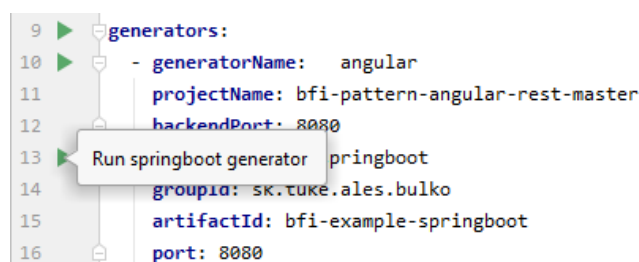 9 generators:
10 - generatorName: angular
11 projectName: bfi-pattern-angular-rest-master
12 backendPort: 8080
13 Run springboot generator pringboot
14 groupId: sk.tuke.ales.bulko
15 artifactId: bfi-example-springboot
16 port: 8080